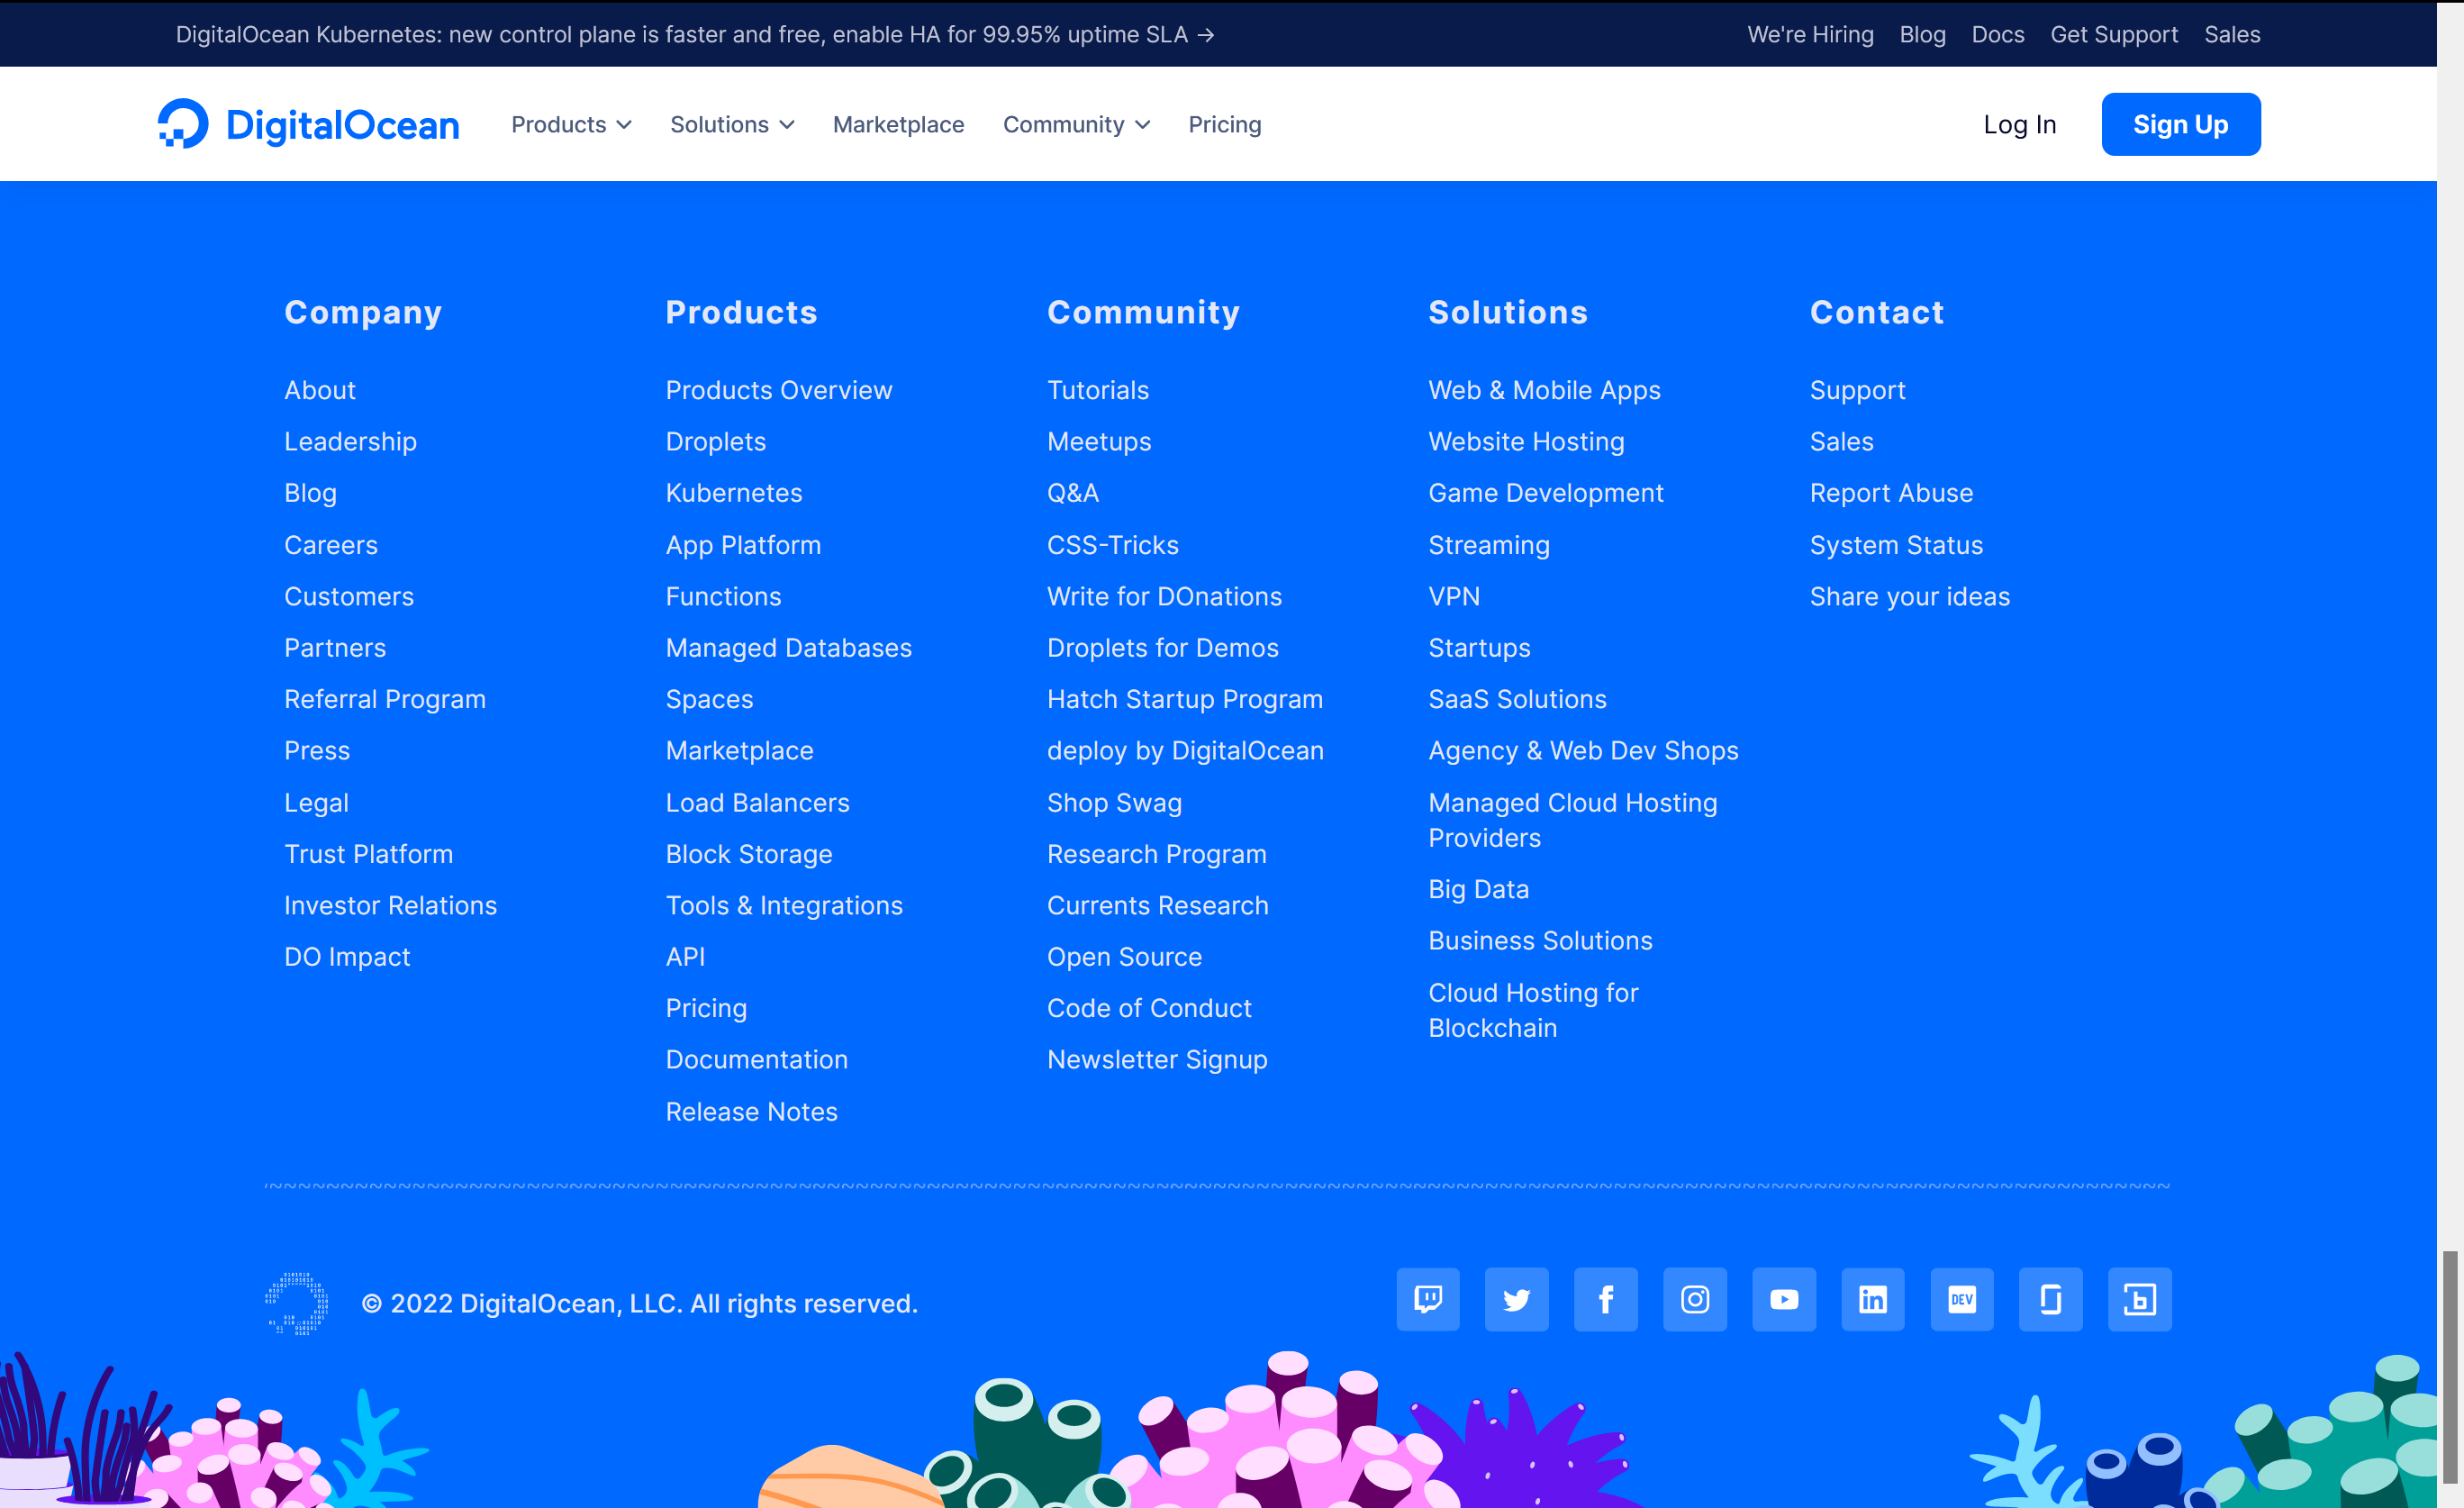 DigitalOcean Kubernetes: new control plane is faster and free, enable HA for 99.95% uptime SLA →
We're Hiring Blog Docs Get Support Sales
DigitalOcean Products Solutions Marketplace Community Pricing Log In Sign Up
Company
About
Leadership
Blog
Careers
Customers
Partners
Referral Program
Press
Legal
Trust Platform
Investor Relations
DO Impact
Products
Products Overview
Droplets
Kubernetes
App Platform
Functions
Managed Databases
Spaces
Marketplace
Load Balancers
Block Storage
Tools & Integrations
API
Pricing
Documentation
Release Notes
Community
Tutorials
Meetups
Q&A
CSS-Tricks
Write for DOnations
Droplets for Demos
Hatch Startup Program
deploy by DigitalOcean
Shop Swag
Research Program
Currents Research
Open Source
Code of Conduct
Newsletter Signup
Solutions
Web & Mobile Apps
Website Hosting
Game Development
Streaming
VPN
Startups
SaaS Solutions
Agency & Web Dev Shops
Managed Cloud Hosting
Providers
Big Data
Business Solutions
Cloud Hosting for
Blockchain
Contact
Support
Sales
Report Abuse
System Status
Share your ideas
© 2022 DigitalOcean, LLC. All rights reserved.
in
DEV